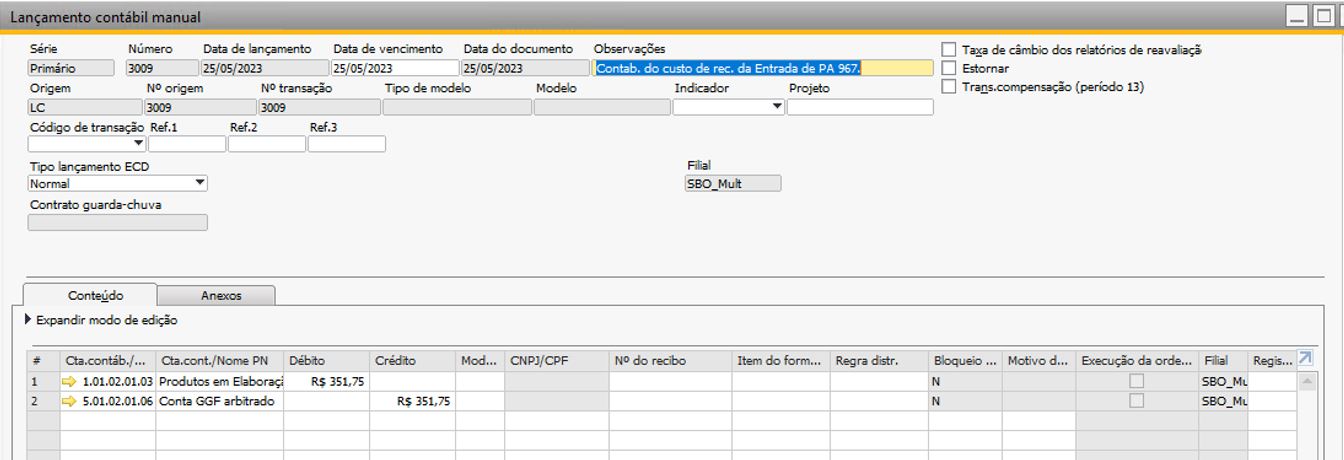 Lançamento contábil manual
Série Número Data de lançamento Data de vencimento Data do documento Observações
Primário 3009 25/05/2023 25/05/2023 25/05/2023 Contab. do custo de rec. da Entrada de PA 967.
Taxa de câmbio dos relatórios de reavaliaçã
Estornar
Trans.compensação (período 13)
Origem Nº origem Nº transação Tipo de modelo Modelo Indicador Projeto
LC 3009 3009
Código de transação Ref.1 Ref.2 Ref.3
Tipo lançamento ECD Filial
Normal SBO_Mult
Contrato guarda-chuva
Conteúdo Anexos
Expandir modo de edição
# Cta.contáb./... Cta.cont./Nome PN Débito Crédito Mod... CNPJ/CPF Nº do recibo Item do form... Regra distr. Bloqueio ... Motivo d... Execução da orde... Filial Regis...
1 1.01.02.01.03 Produtos em Elaboraçã R$ 351,75 N SBO_Mu
2 5.01.02.01.06 Conta GGF arbitrado R$ 351,75 N SBO_Mu